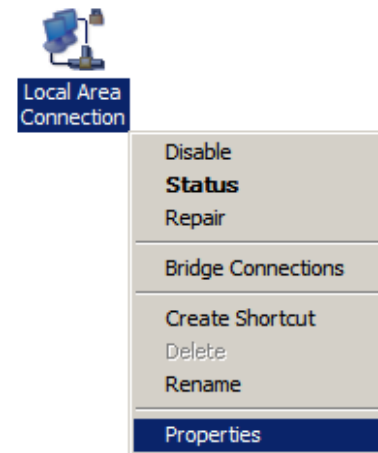 Local Area
Connection
Disable
Status
Repair
Bridge Connections
Create Shortcut
Delete
Rename
Properties